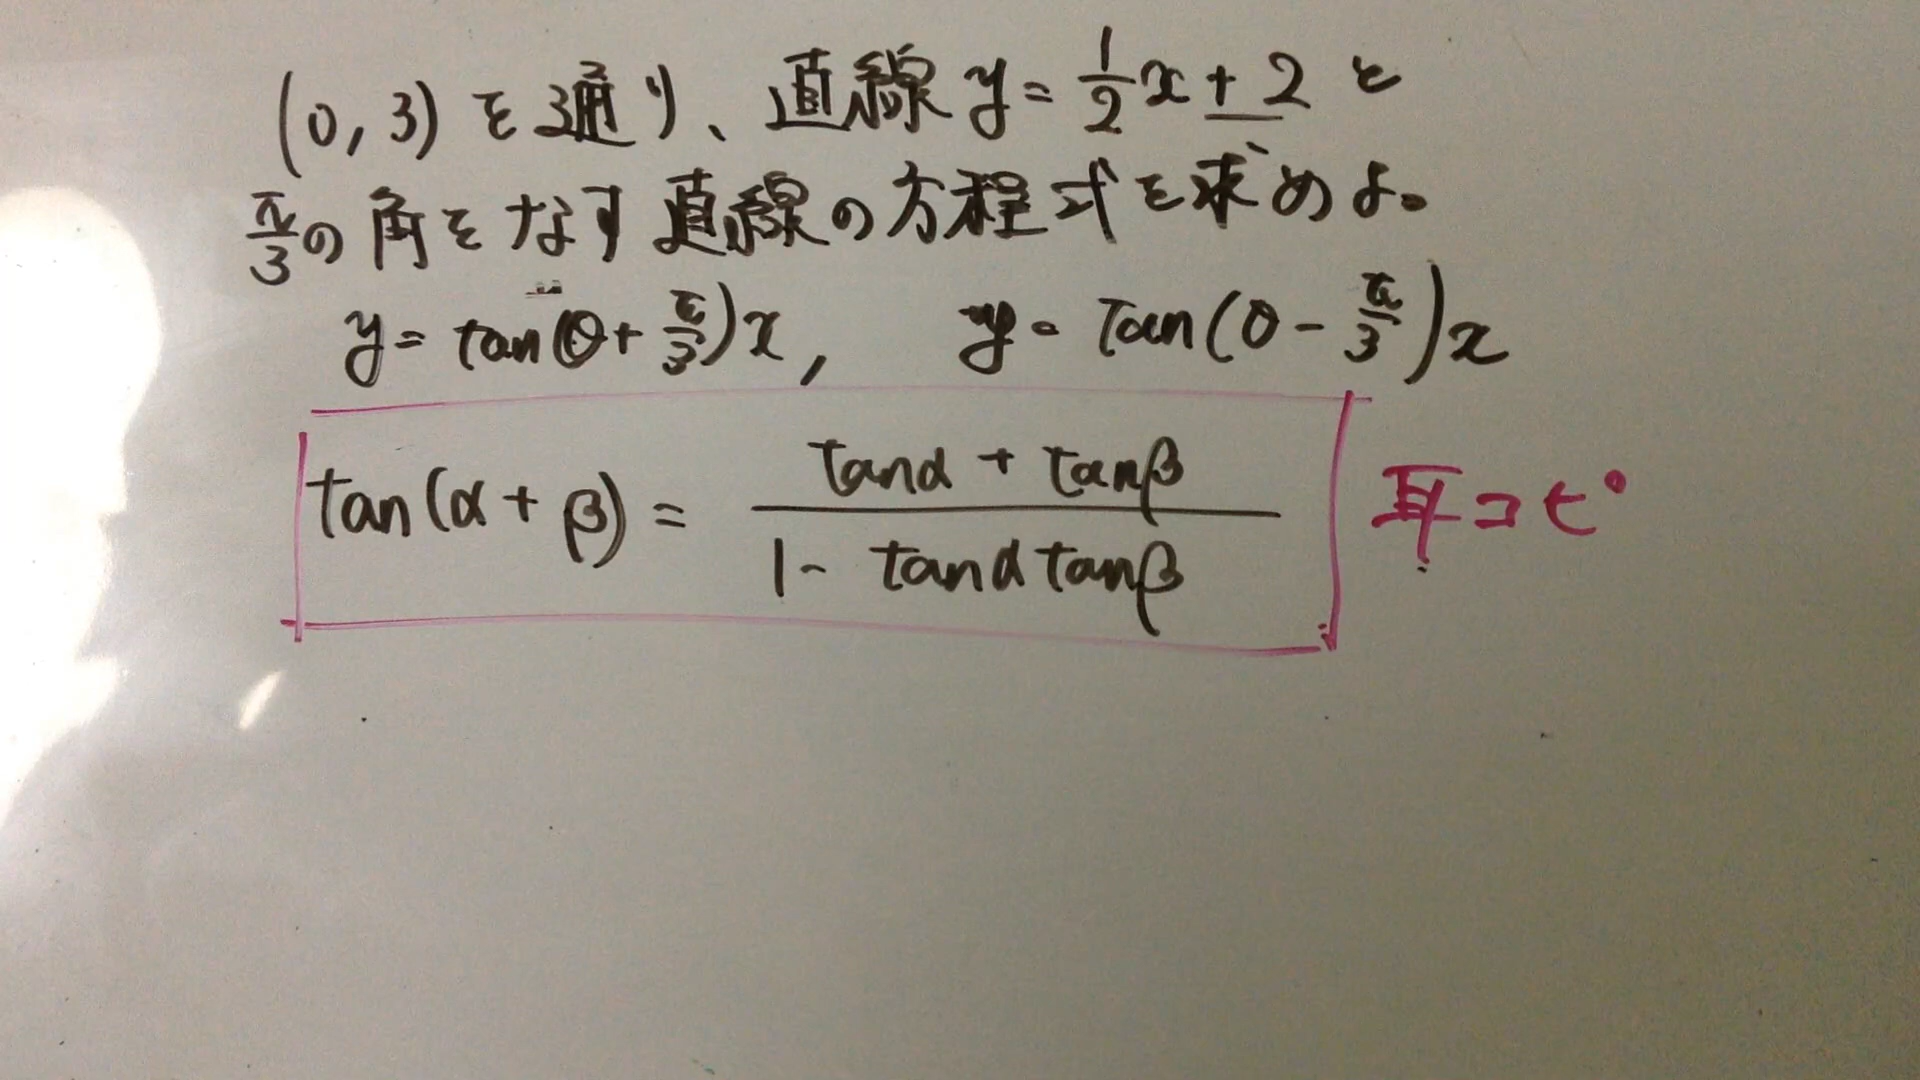 (0, 3)を通り、直線 y = 1/2 x + 2 と
π/3の角をなす直線の方程式を求めよ。
y = tan(θ + π/3)x, y = tan(θ - π/3)x
tan(α + β) = (tanα + tanβ)/(1 - tanα tanβ) 耳コピ